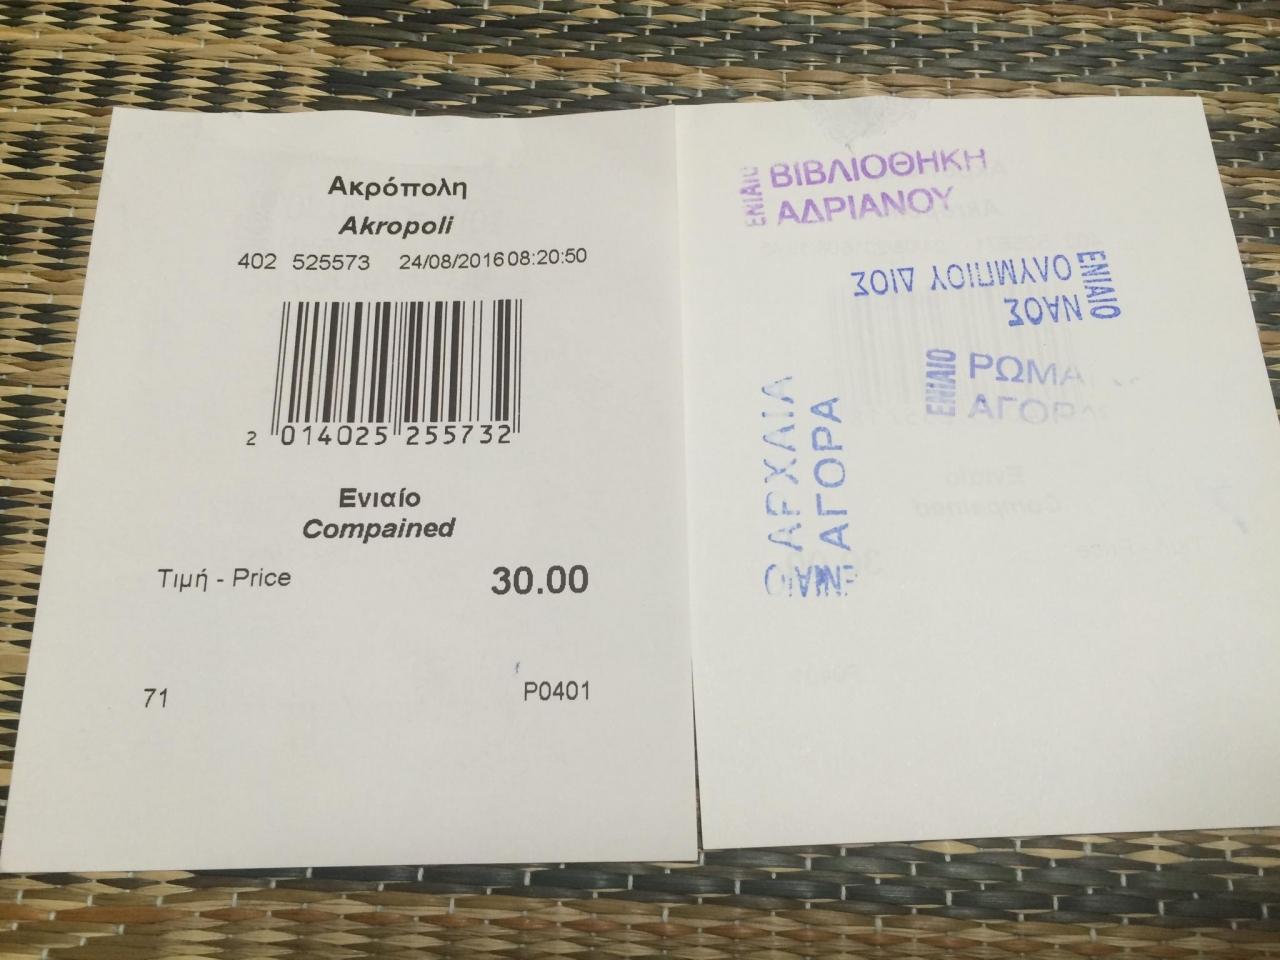 Ακρόπολη
Akropoli
402 525573 24/08/2016 08:20:50
2 014025 255732
Ενιαίο
Compained
Τιμή - Price 30.00
71 P0401
ΕΝΙΑΙΟ
ΒΙΒΛΙΟΘΗΚΗ
ΑΔΡΙΑΝΟΥ
ΕΝΙΑΙΟ
ΝΑΟΣ
ΟΛΥΜΠΙΟΥ ΔΙΟΣ
ΕΝΙΑΙΟ
ΡΩΜΑ
ΑΓΟΡΑ
ΕΝΙΑΙΟ
ΑΡΧΑΙΑ
ΑΓΟΡΑ